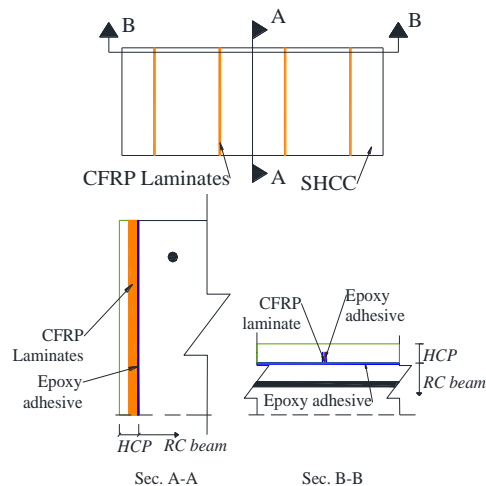 B
B
A
A
CFRP Laminates
SHCC
CFRP
Laminates
Epoxy
adhesive
HCP
RC beam
Sec. A-A
CFRP
laminate
Epoxy
adhesive
HCP
RC beam
Epoxy adhesive
Sec. B-B